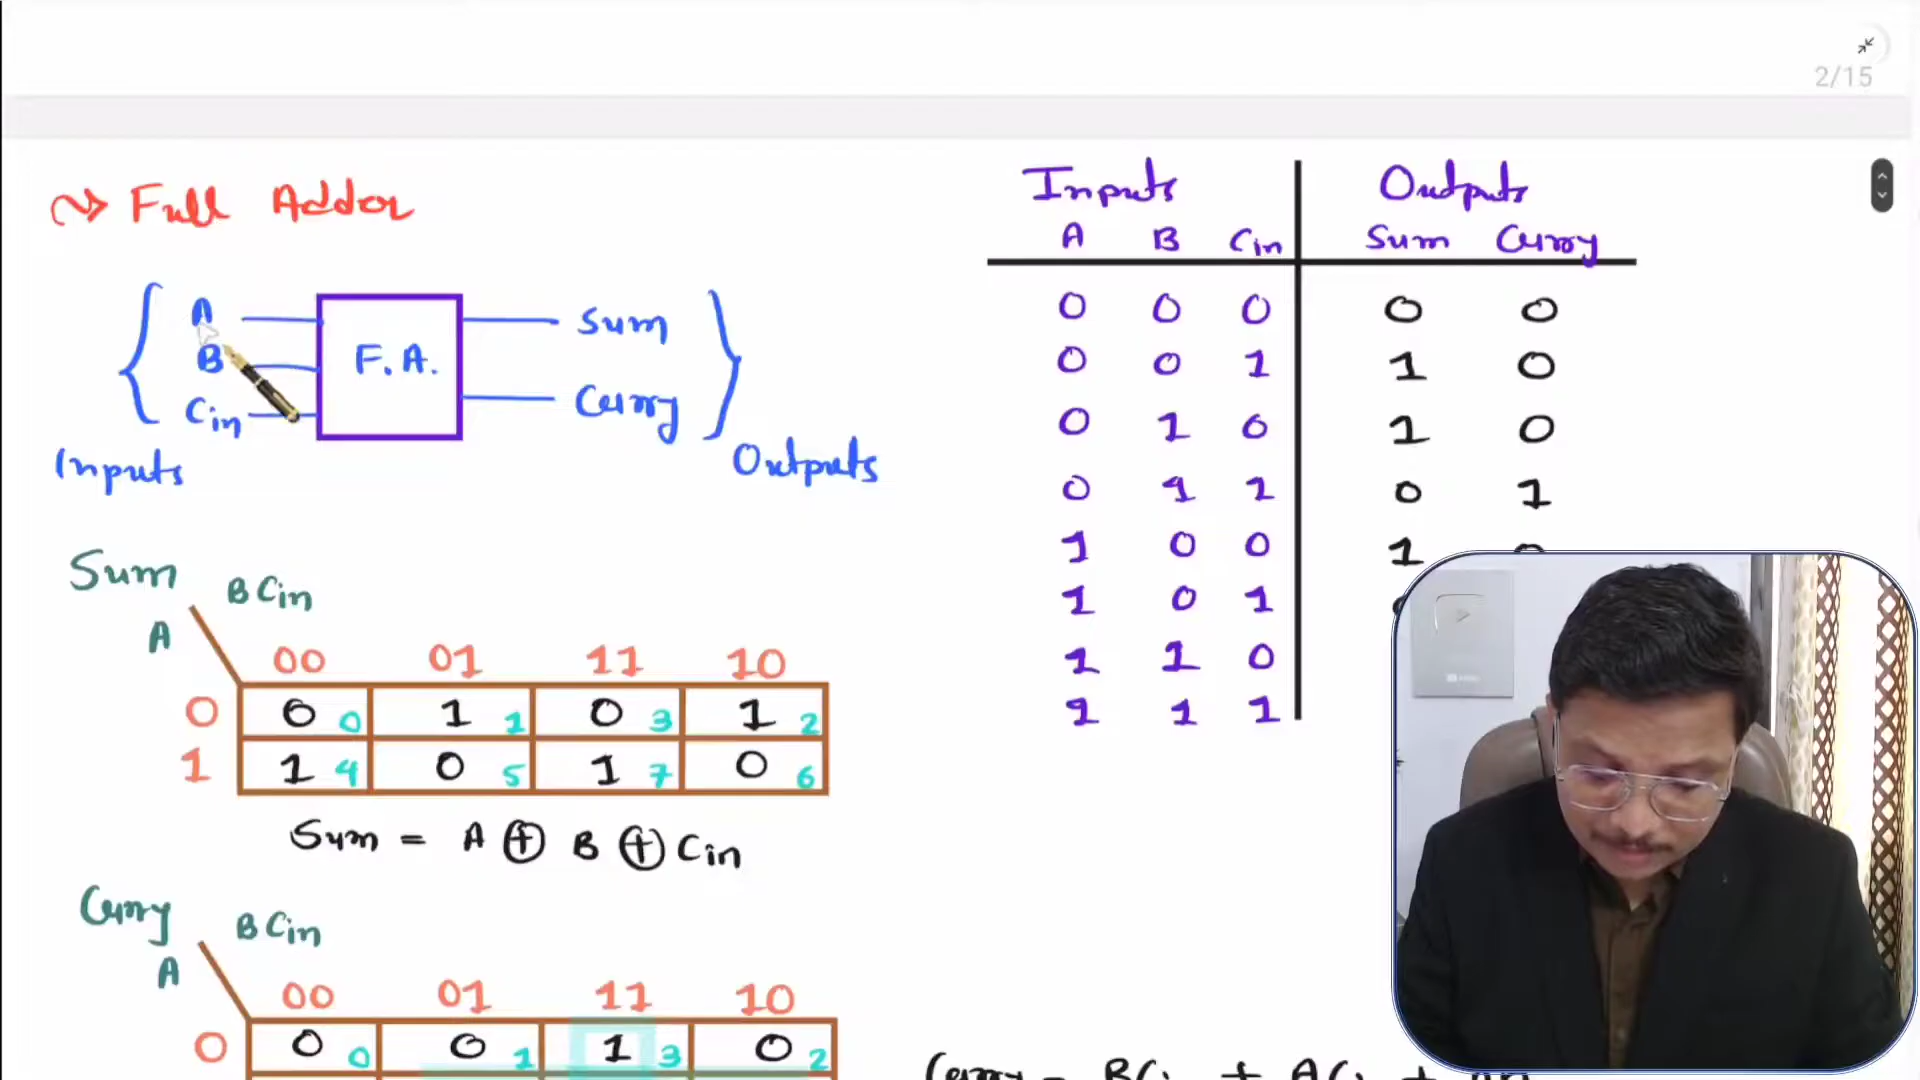 2/15
Full Adder
A
B
Cin
F.A.
Sum
Carry
Inputs
Outputs
Inputs Outputs
A B Cin Sum Carry
0 0 0 0 0
0 0 1 1 0
0 1 0 1 0
0 1 1 0 1
1 0 0 1
1 0 1
1 1 0
1 1 1
Sum
B Cin
A
00 01 11 10
0 0 0 1 1 0 3 1 2
1 1 4 0 5 1 7 0 6
Sum = A ⊕ B ⊕ Cin
Carry
B Cin
A
00 01 11 10
0 0 0 0 1 1 3 0 2